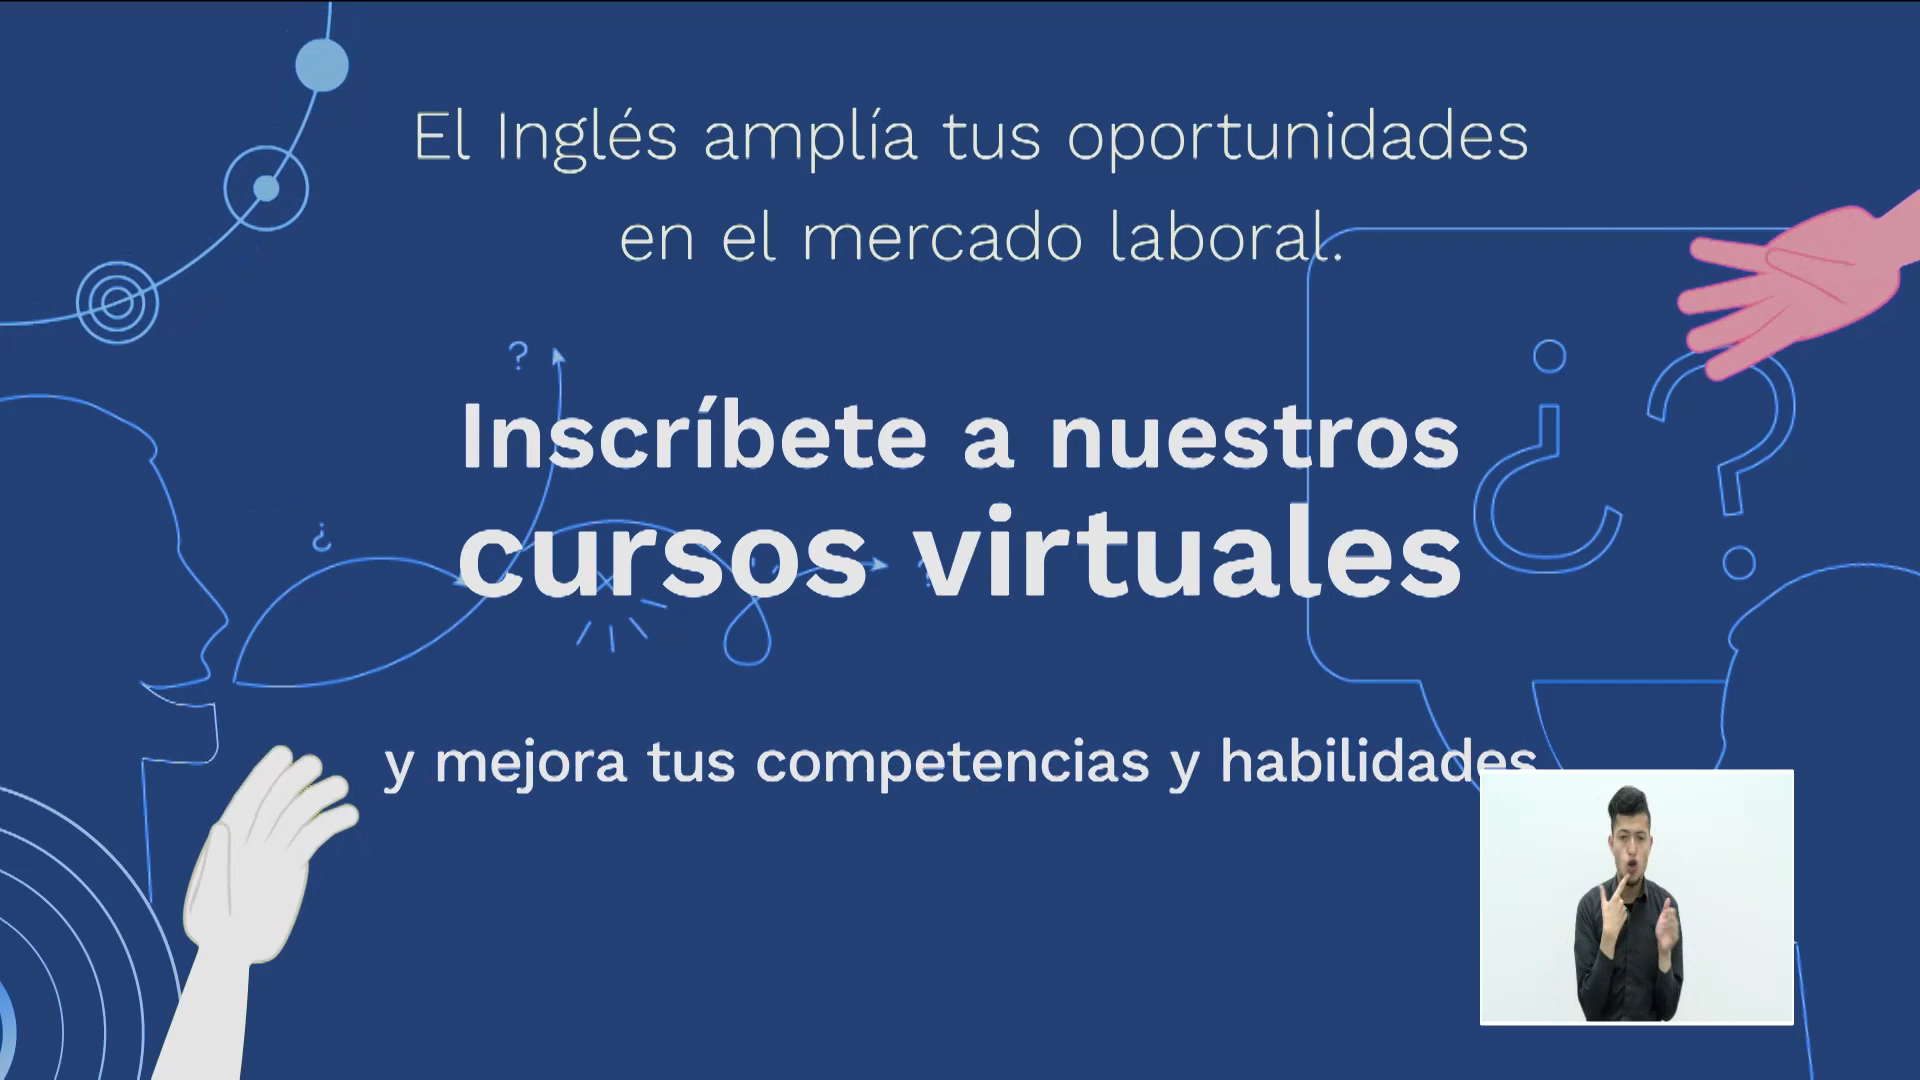 El Inglés amplía tus oportunidades
en el mercado laboral.
?
Inscríbete a nuestros
¿
cursos virtuales
¿ ?
y mejora tus competencias y habilidades